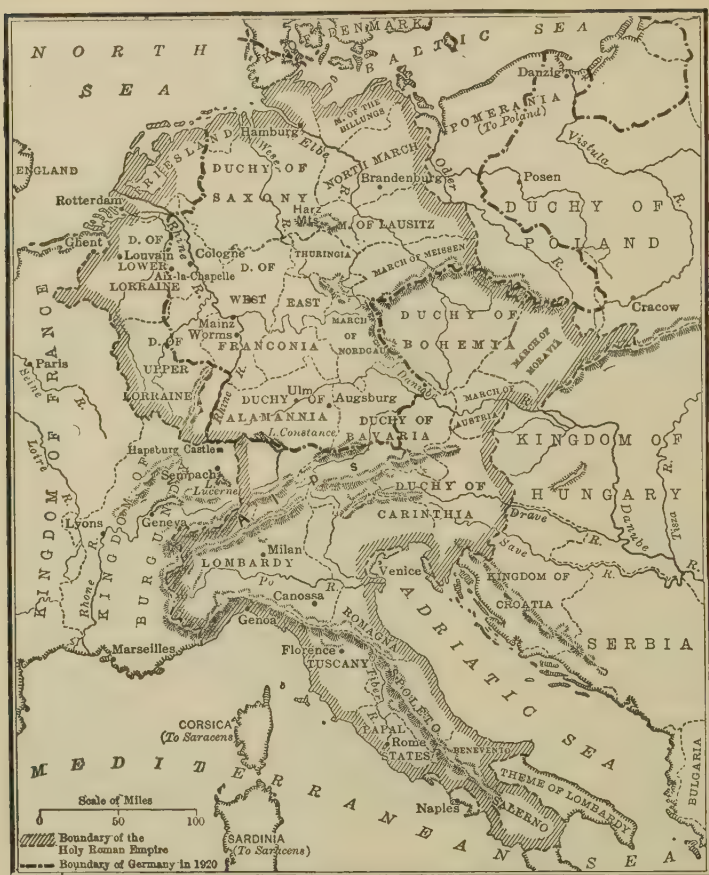 NORTH
SEA
DENMARK
BALTIC SEA
Danzig
POMERANIA
(To Poland)
M. OF THE
BILLUNGS
Vistula
R.
ENGLAND
FRIESLAND
Hamburg
Elbe
R.
DUCHY OF
SAXONY
Weser
R.
NORTH MARCH
Brandenburg
Oder
R.
Posen
DUCHY OF
POLAND
Cracow
Rotterdam
Ghent
D. OF
Louvain
LOWER
LORRAINE
Rhine
R.
Cologne
Aix-la-Chapelle
Harz
Mts.
M. OF LAUSITZ
THURINGIA
MARCH OF MEISSEN
D. OF
WEST
EAST
FRANCONIA
Mainz
Worms
MARCH
OF
NORDGAU
DUCHY OF
BOHEMIA
MARCH OF
MORAVIA
D. OF
UPPER
LORRAINE
Paris
Seine
R.
KINGDOM OF FRANCE
Rhine R.
DUCHY OF
ALAMANNIA
Ulm
Augsburg
Danube
R.
DUCHY OF
BAVARIA
MARCH OF
AUSTRIA
L. Constance
Hapsburg Castle
Sempach
L.
Lucerne
Loire
R.
Lyons
Geneva
KINGDOM OF
BURGUNDY
Rhone
R.
ALPS
DUCHY OF
CARINTHIA
KINGDOM OF
HUNGARY
Danube
R.
Tisza
R.
Drave
R.
Save
R.
Milan
LOMBARDY
Po
R.
Venice
Canossa
Genoa
KINGDOM OF
CROATIA
SERBIA
Marseilles
ROMAGNA
Florence
TUSCANY
SPOLETO
Tiber
R.
PAPAL
Rome
STATES
ADRIATIC SEA
BENEVENTO
CORSICA
(To Saracens)
MEDITERRANEAN SEA
Naples
SALERNO
THEME OF LOMBARDY
BULGARIA
SARDINIA
(To Saracens)
Scale of Miles
0 50 100
Boundary of the
Holy Roman Empire
Boundary of Germany in 1920